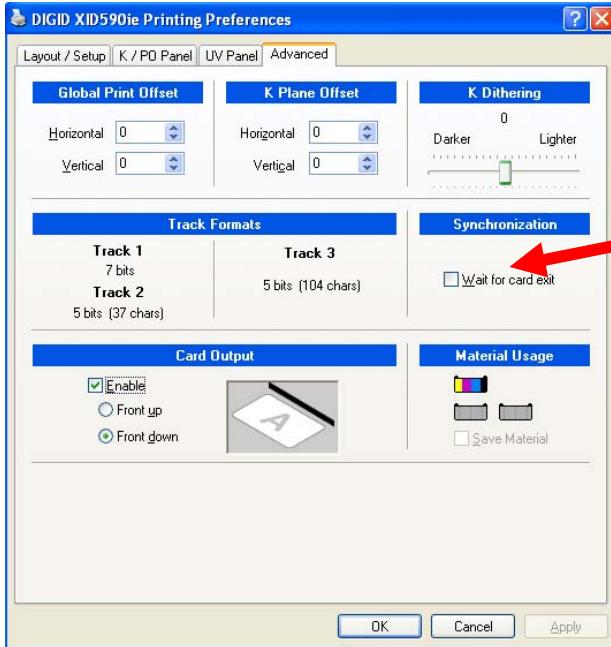 DIGID XID590ie Printing Preferences
Layout / Setup K / PO Panel UV Panel Advanced
Global Print Offset
Horizontal 0
Vertical 0
K Plane Offset
Horizontal 0
Vertical 0
K Dithering
0
Darker Lighter
Track Formats
Track 1
7 bits
Track 2
5 bits (37 chars)
Track 3
5 bits (104 chars)
Synchronization
Wait for card exit
Card Output
Enable
Front up
Front down
A
Material Usage
Save Material
OK Cancel Apply